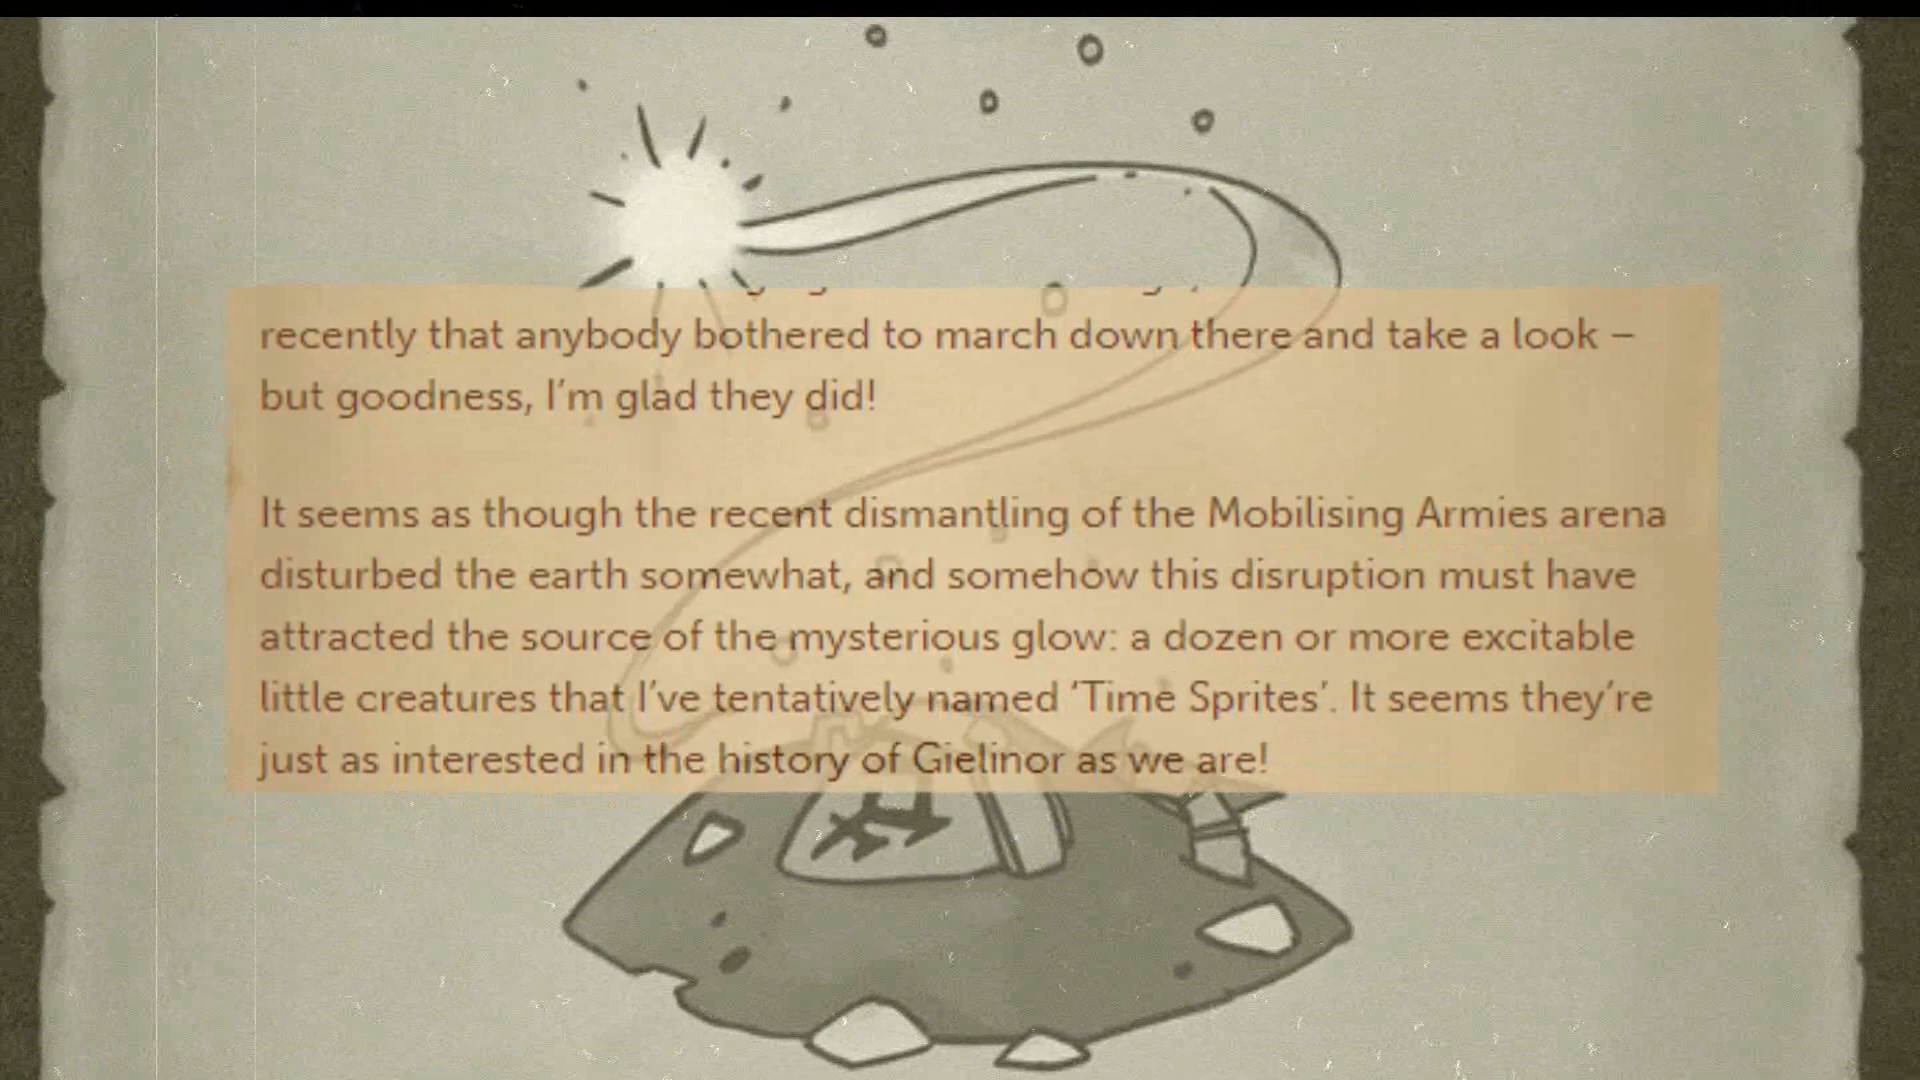 recently that anybody bothered to march down there and take a look –
but goodness, I'm glad they did!
It seems as though the recent dismantling of the Mobilising Armies arena
disturbed the earth somewhat, and somehow this disruption must have
attracted the source of the mysterious glow: a dozen or more excitable
little creatures that I've tentatively named ‘Time Sprites’. It seems they're
just as interested in the history of Gielinor as we are!